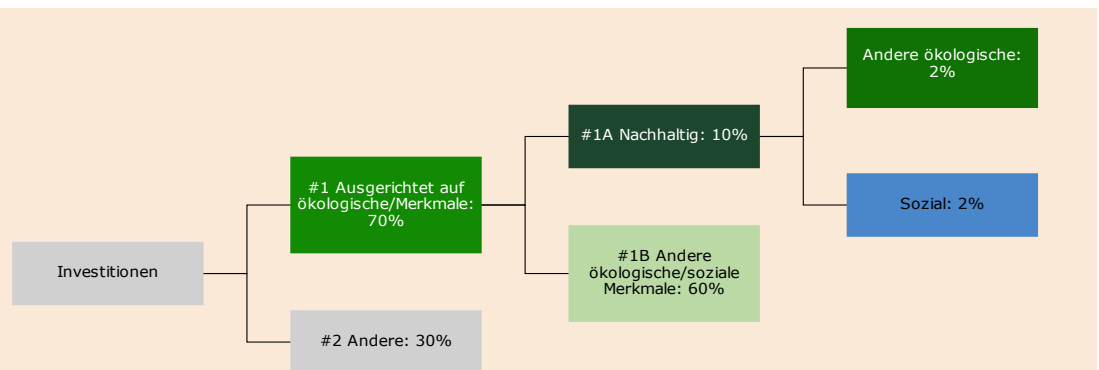 Investitionen
#1 Ausgerichtet auf
ökologische/Merkmale:
70%
#2 Andere: 30%
#1A Nachhaltig: 10%
#1B Andere
ökologische/soziale
Merkmale: 60%
Andere ökologische:
2%
Sozial: 2%